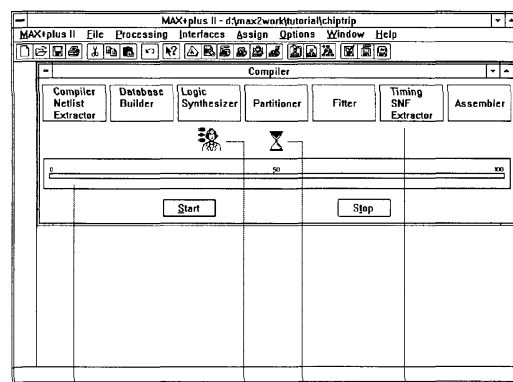 MAX+plus II - d:\max2work\tutorial\chiptrip
MAX+plus II File Processing Interfaces Assign Options Window Help
Compiler
Compiler Netlist Extractor
Database Builder
Logic Synthesizer
Partitioner
Fitter
Timing SNF Extractor
Assembler
0 50 100
Start Stop